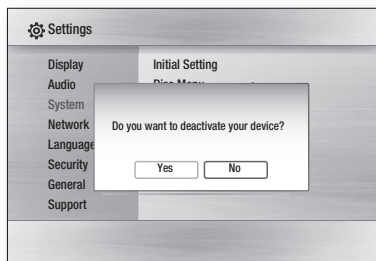 Settings
Display
Initial Setting
Audio
System
Network
Do you want to deactivate your device?
Language
Security
Yes
No
General
Support